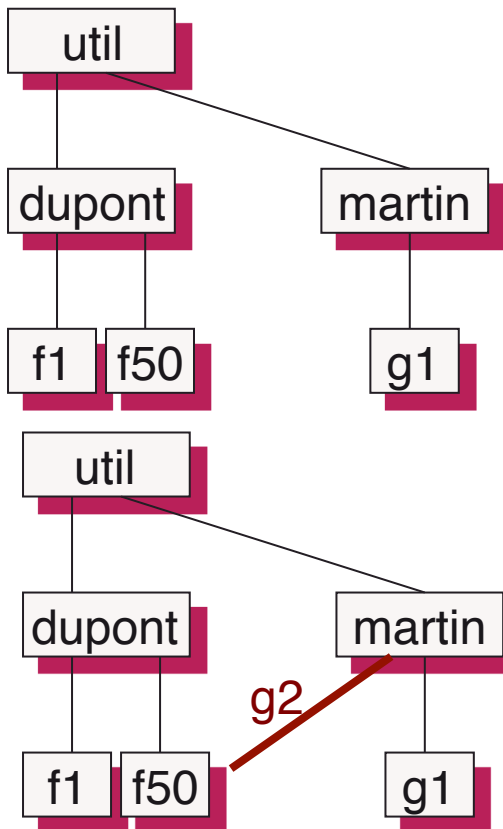 util
dupont martin
f1 f50 g1
util
dupont martin
g2
f1 f50 g1